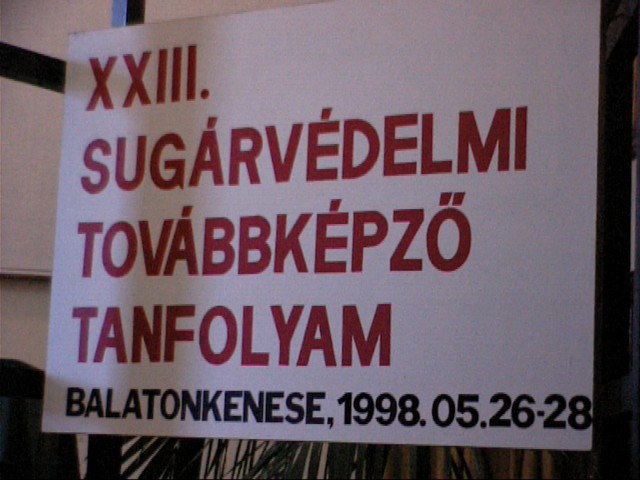 XXIII.
SUGÁRVÉDELMI
TOVÁBBKÉPZŐ
TANFOLYAM
BALATONKENESE, 1998.05.26-28